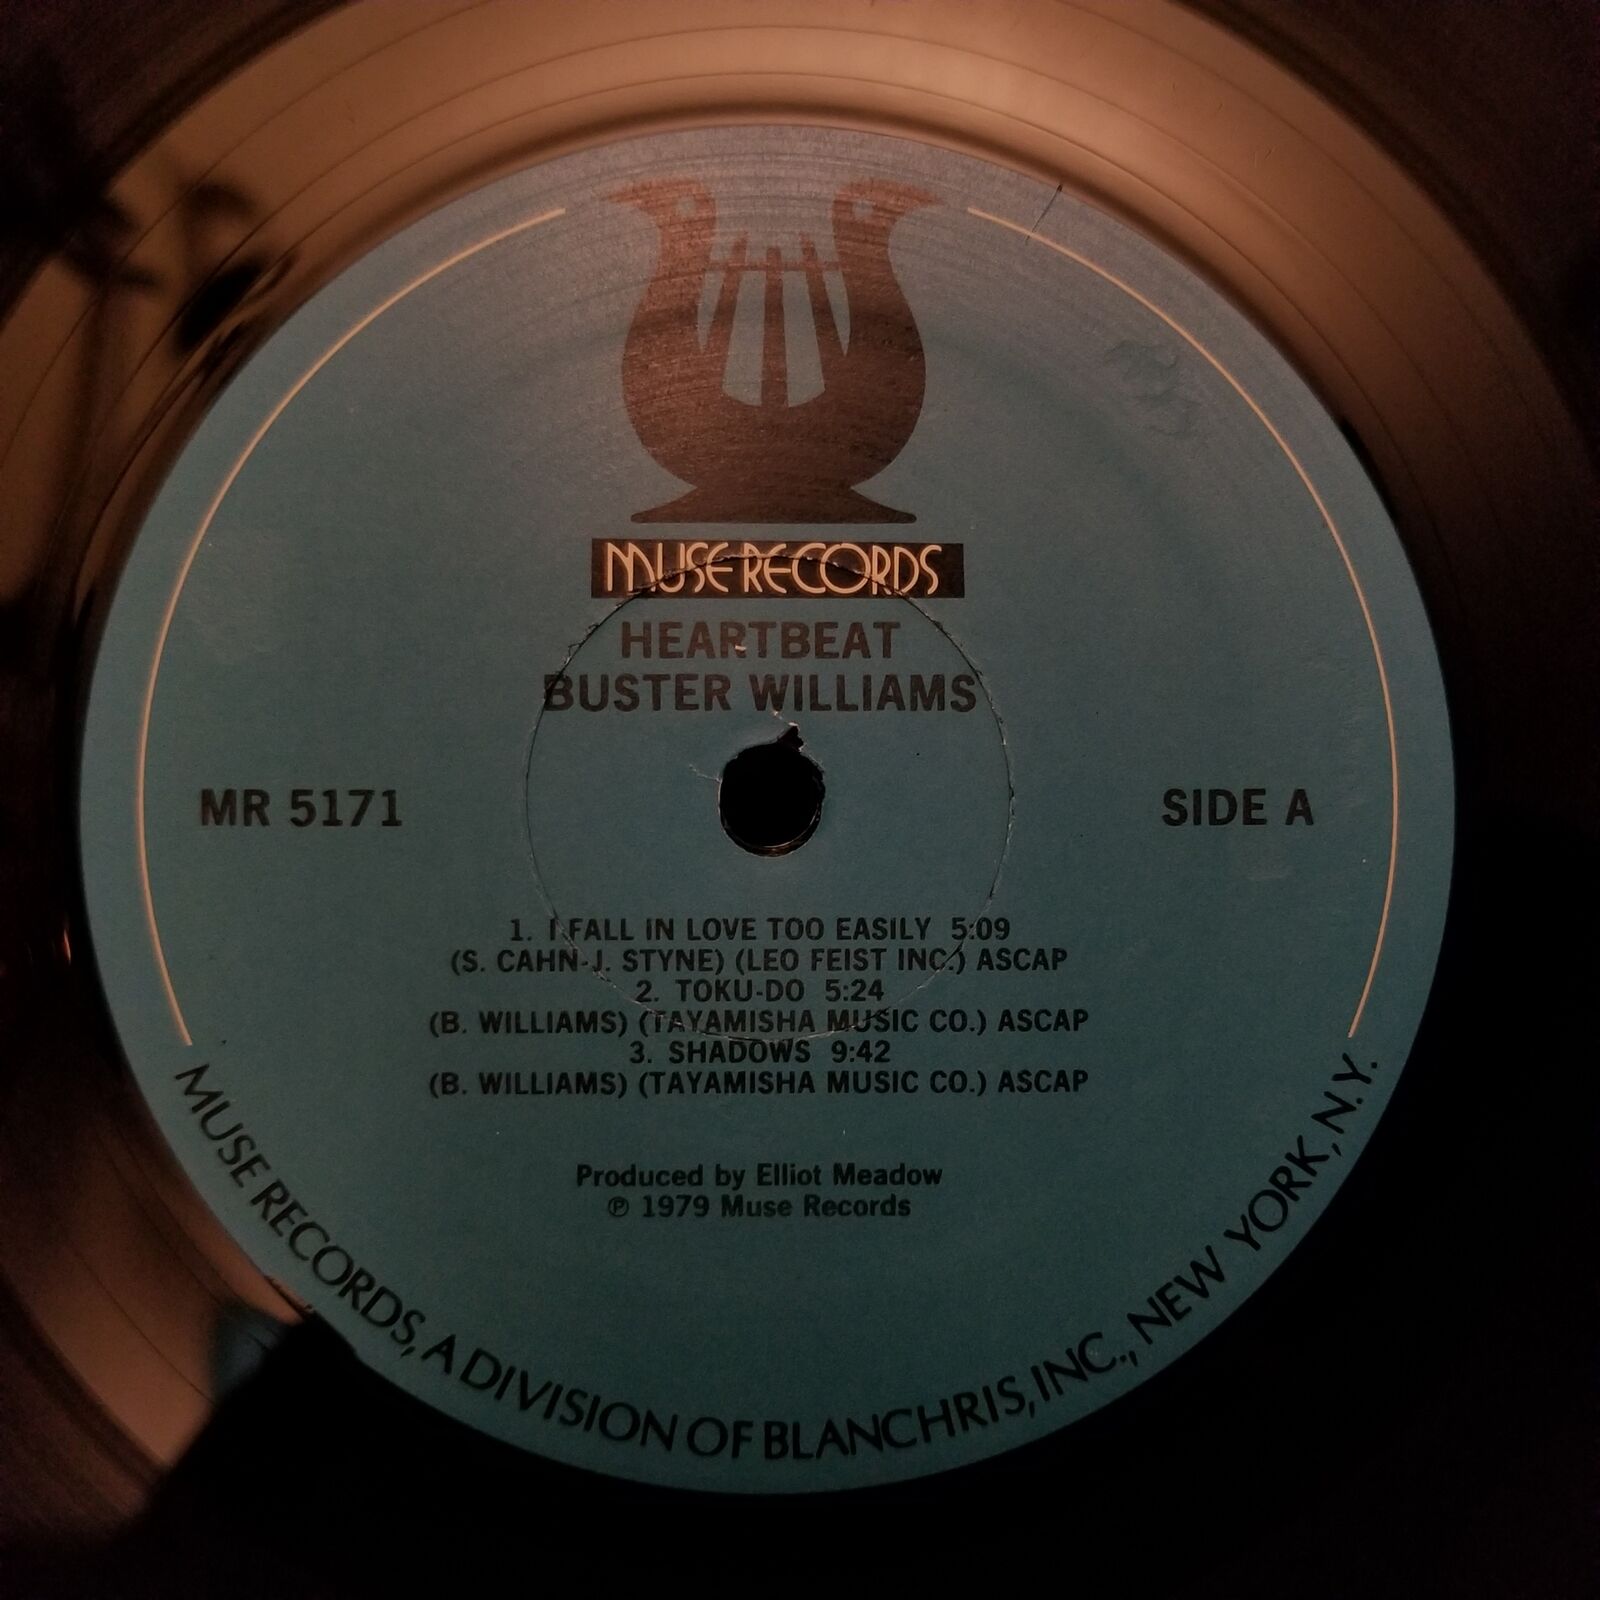 MUSE RECORDS
HEARTBEAT
BUSTER WILLIAMS
MR 5171
SIDE A
1. I FALL IN LOVE TOO EASILY 5:09
(S. CAHN-J. STYNE) (LEO FEIST INC.) ASCAP
2. TOKU-DO 5:24
(B. WILLIAMS) (TAYAMISHA MUSIC CO.) ASCAP
3. SHADOWS 9:42
(B. WILLIAMS) (TAYAMISHA MUSIC CO.) ASCAP
Produced by Elliot Meadow
℗ 1979 Muse Records
MUSE RECORDS, A DIVISION OF BLANCHRIS, INC., NEW YORK, N.Y.